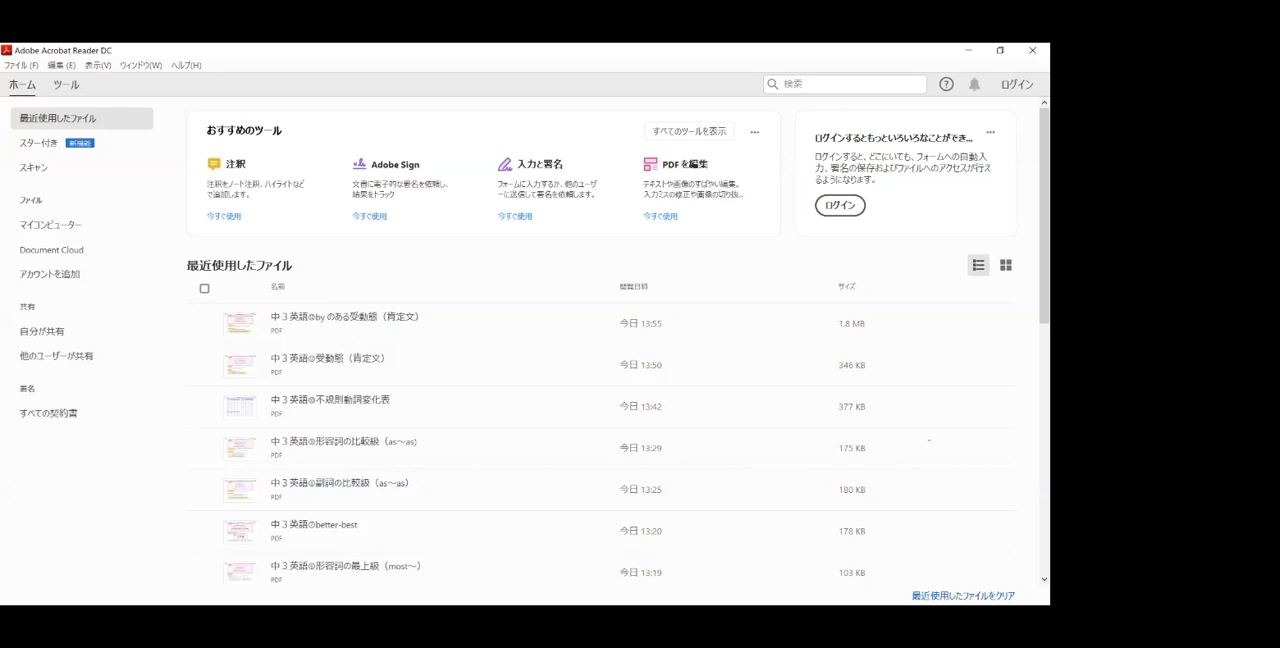 Adobe Acrobat Reader DC
ファイル(F) 編集(E) 表示(V) ウィンドウ(W) ヘルプ(H)
ホーム ツール 検索 ログイン
最近使用したファイル
スター付き 新機能
スキャン
ファイル
マイコンピューター
Document Cloud
アカウントを追加
共有
自分が共有
他のユーザーが共有
署名
すべての契約書
おすすめのツール すべてのツールを表示
注釈
注釈をノート注釈、ハイライトなど
で追加します。
今すぐ使用
Adobe Sign
文書に電子的な署名を依頼し、
結果をトラック
今すぐ使用
入力と署名
フォームに入力するか、他のユーザ
ーに送信して署名を依頼します。
今すぐ使用
PDF を編集
テキストや画像のすばやい編集。
入力ミスの修正や画像の切り抜...
今すぐ使用
ログインするともっといろいろなことができ...
ログインすると、どこにいても、フォームへの自動入
力、署名の保存およびファイルへのアクセスが行え
るようになります。
ログイン
最近使用したファイル
名前 閲覧日時 サイズ
中３英語 by のある受動態（肯定文） 今日 13:55 1.8 MB
PDF
中３英語 受動態（肯定文） 今日 13:50 346 KB
PDF
中３英語 不規則動詞変化表 今日 13:42 377 KB
PDF
中３英語 形容詞の比較級（as～as) 今日 13:29 175 KB
PDF
中３英語 副詞の比較級（as～as） 今日 13:25 180 KB
PDF
中３英語 better-best 今日 13:20 178 KB
PDF
中３英語 形容詞の最上級（most～） 今日 13:19 103 KB
PDF
最近使用したファイルをクリア